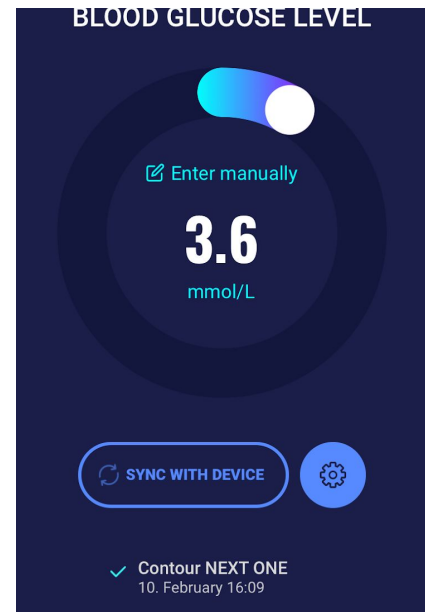 BLOOD GLUCOSE LEVEL
Enter manually
3.6
mmol/L
SYNC WITH DEVICE
Contour NEXT ONE
10. February 16:09